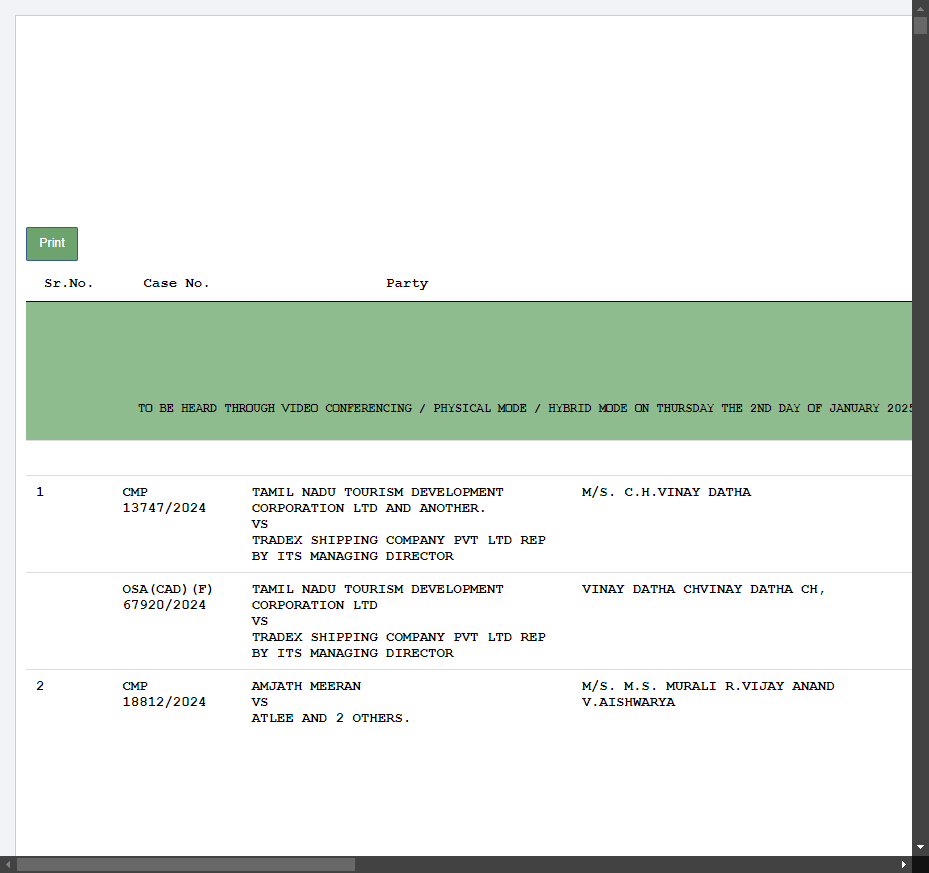 Print
Sr.No. Case No. Party
TO BE HEARD THROUGH VIDEO CONFERENCING / PHYSICAL MODE / HYBRID MODE ON THURSDAY THE 2ND DAY OF JANUARY 2025
1 CMP TAMIL NADU TOURISM DEVELOPMENT M/S. C.H.VINAY DATHA
13747/2024 CORPORATION LTD AND ANOTHER.
VS
TRADEX SHIPPING COMPANY PVT LTD REP
BY ITS MANAGING DIRECTOR
OSA(CAD)(F) TAMIL NADU TOURISM DEVELOPMENT VINAY DATHA CHVINAY DATHA CH,
67920/2024 CORPORATION LTD
VS
TRADEX SHIPPING COMPANY PVT LTD REP
BY ITS MANAGING DIRECTOR
2 CMP AMJATH MEERAN M/S. M.S. MURALI R.VIJAY ANAND
18812/2024 VS V.AISHWARYA
ATLEE AND 2 OTHERS.